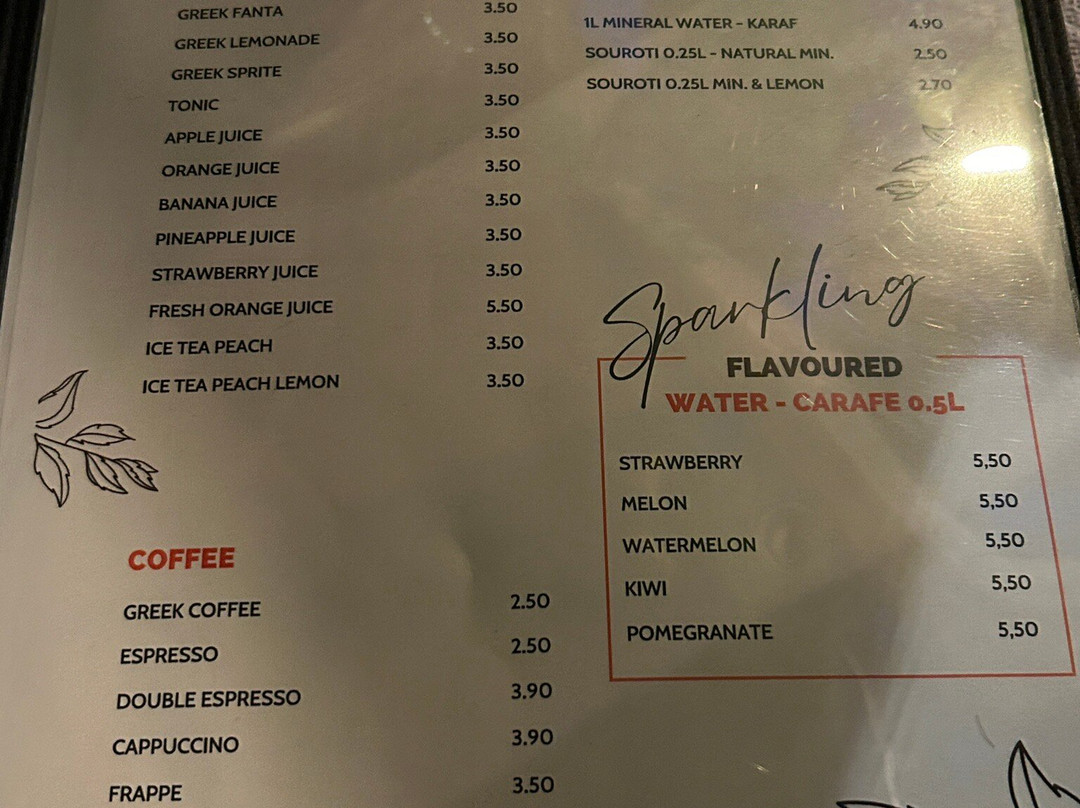 GREEK FANTA 3.50
GREEK LEMONADE 3.50
GREEK SPRITE 3.50
TONIC 3.50
APPLE JUICE 3.50
ORANGE JUICE 3.50
BANANA JUICE 3.50
PINEAPPLE JUICE 3.50
STRAWBERRY JUICE 3.50
FRESH ORANGE JUICE 5.50
ICE TEA PEACH 3.50
ICE TEA PEACH LEMON 3.50
COFFEE
GREEK COFFEE 2.50
ESPRESSO 2.50
DOUBLE ESPRESSO 3.90
CAPPUCCINO 3.90
FRAPPE 3.50
1L MINERAL WATER - KARAF 4.90
SOUROTI 0.25L - NATURAL MIN. 2.50
SOUROTI 0.25L MIN. & LEMON 2.70
Sparkling
FLAVOURED
WATER - CARAFE 0.5L
STRAWBERRY 5,50
MELON 5,50
WATERMELON 5,50
KIWI 5,50
POMEGRANATE 5,50